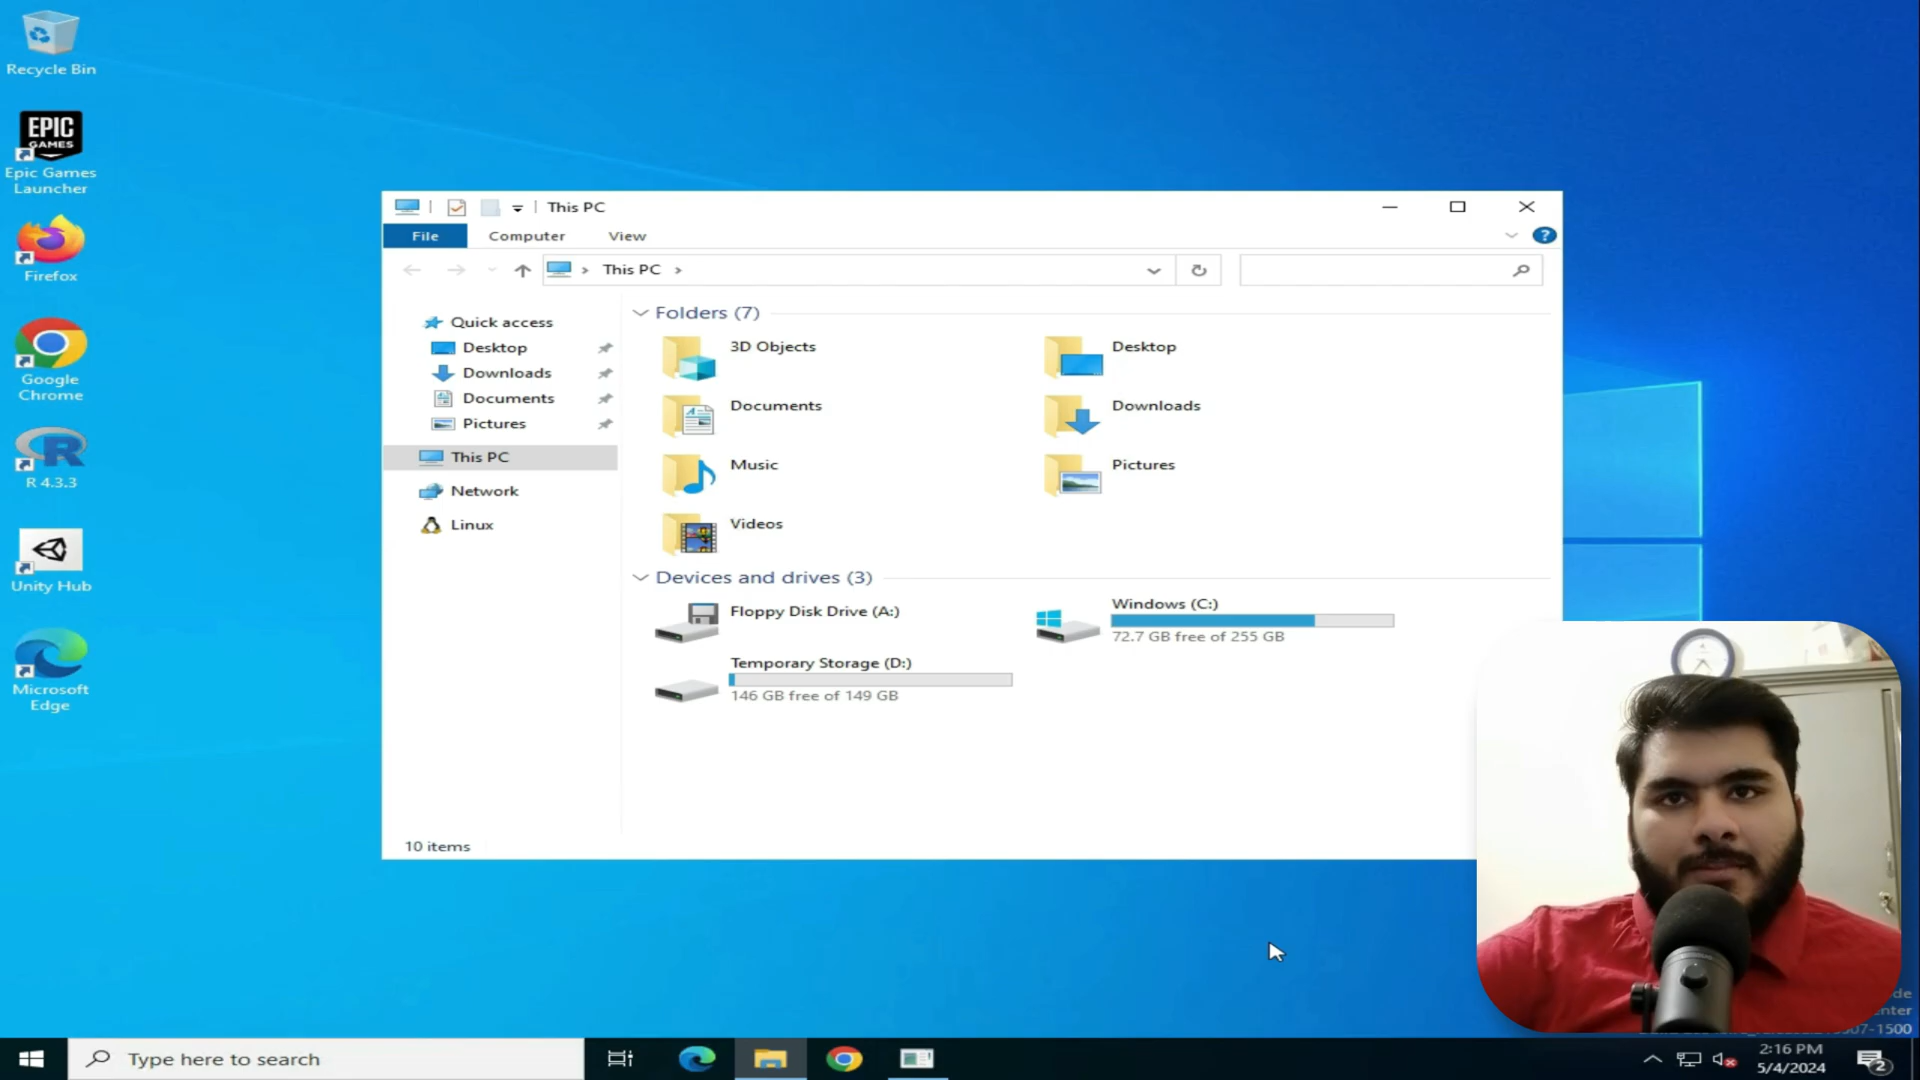 Recycle Bin
EPIC
GAMES
Epic Games
Launcher
Firefox
Google
Chrome
R 4.3.3
Unity Hub
Microsoft
Edge
This PC
File Computer View
This PC
Quick access
Desktop
Downloads
Documents
Pictures
This PC
Network
Linux
Folders (7)
3D Objects
Desktop
Documents
Downloads
Music
Pictures
Videos
Devices and drives (3)
Floppy Disk Drive (A:)
Windows (C:)
72.7 GB free of 255 GB
Temporary Storage (D:)
146 GB free of 149 GB
10 items
Type here to search
2:16 PM
5/4/2024
2